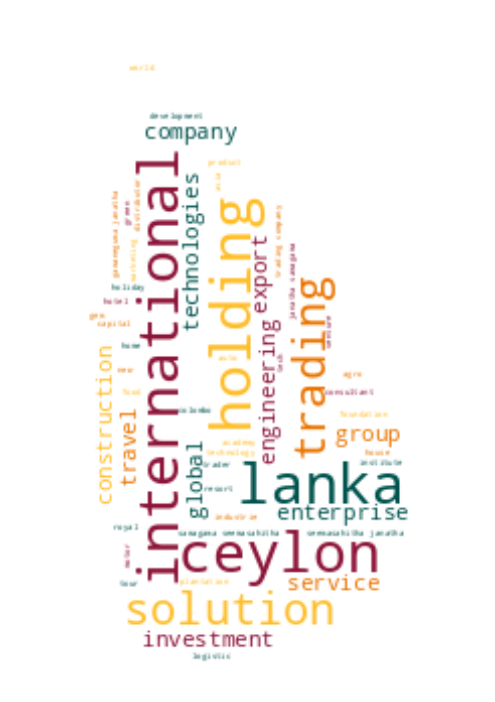 world
development
company
international
technologies
product
asia
holding
distributor
green
gammeguna janatha
marketing
trading company
export
janatha samagama
holiday
hotel
gem
capital
trading
engineering
venture
home
tech
auto
new
agro
food
consultant
construction
travel
colombo
foundation
group
academy
technology
house
trader
institute
global
lanka
resort
enterprise
industrie
royal
samagama seemasahitha
seemasahitha janatha
motor
ceylon
tour
plantation
service
solution
investment
logistic